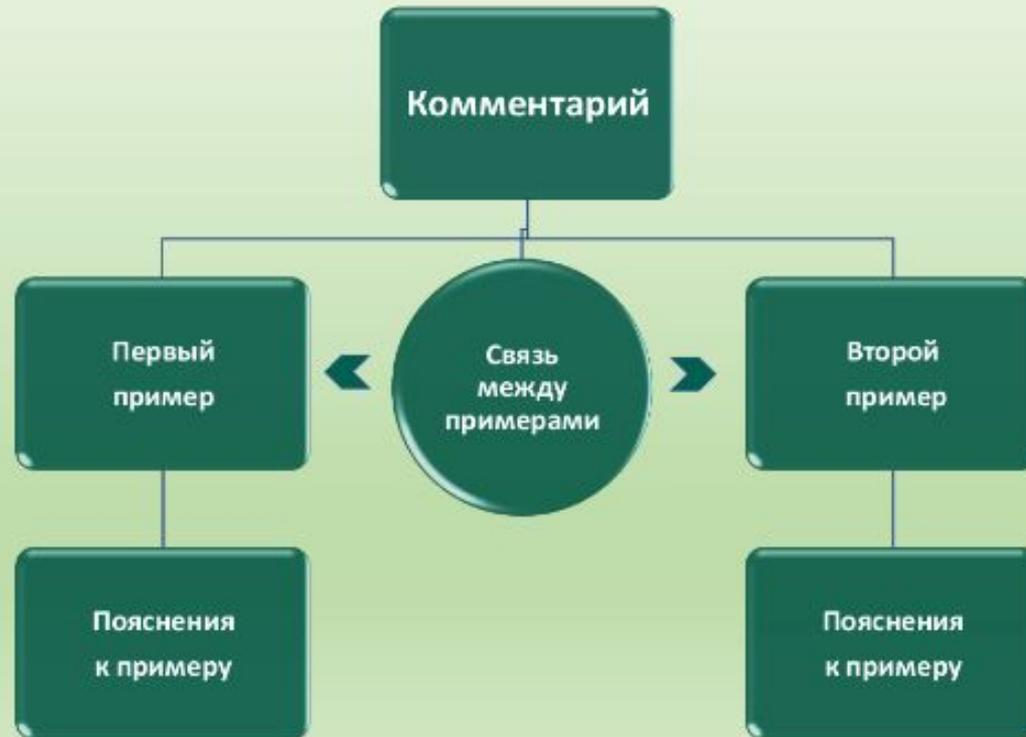 Комментарий
Первый
пример
Связь
между
примерами
Второй
пример
Пояснения
к примеру
Пояснения
к примеру